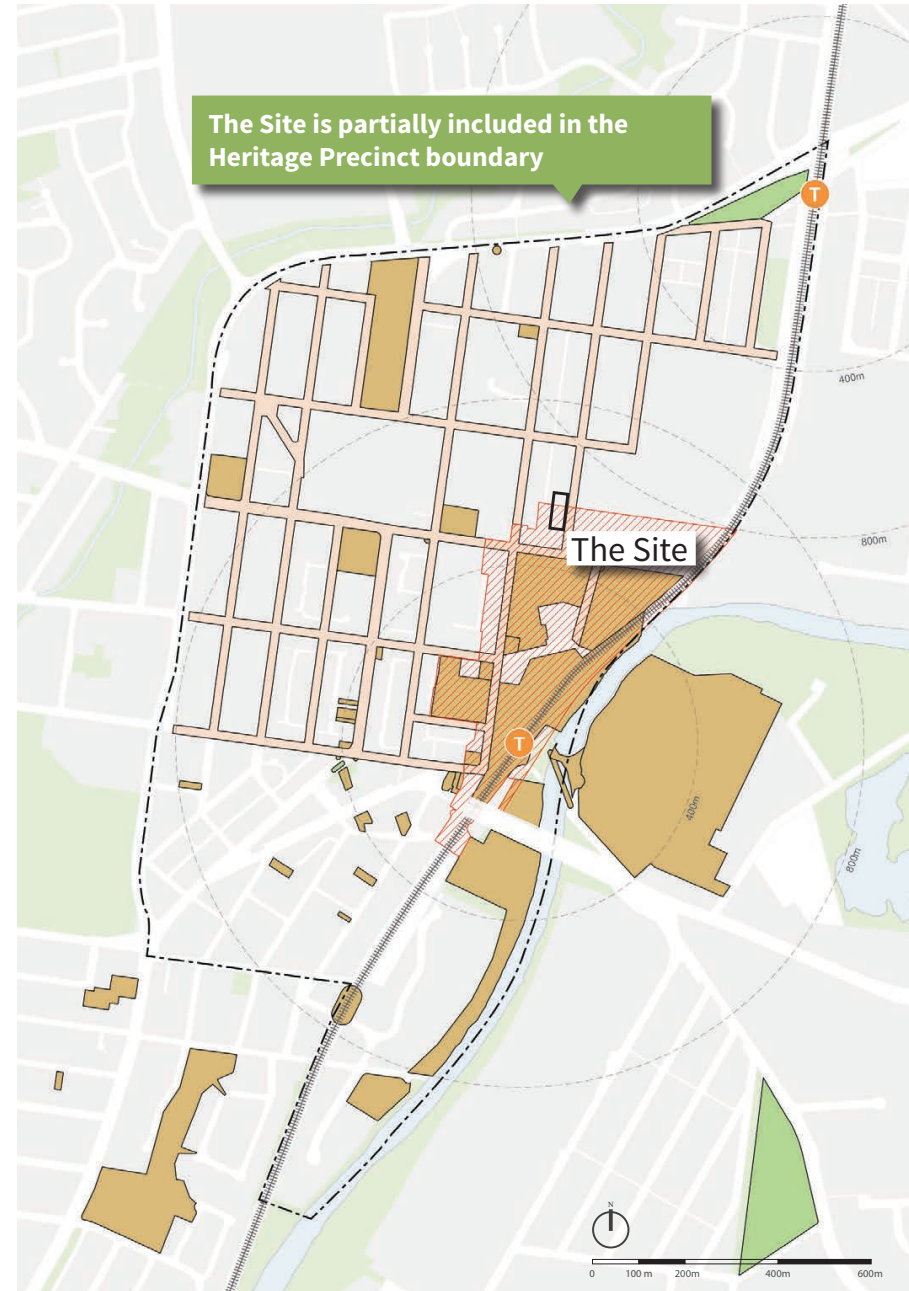 The Site is partially included in the
Heritage Precinct boundary
T
400m
800m
The Site
T
400m
800m
N
0 100 m 200m 400m 600m